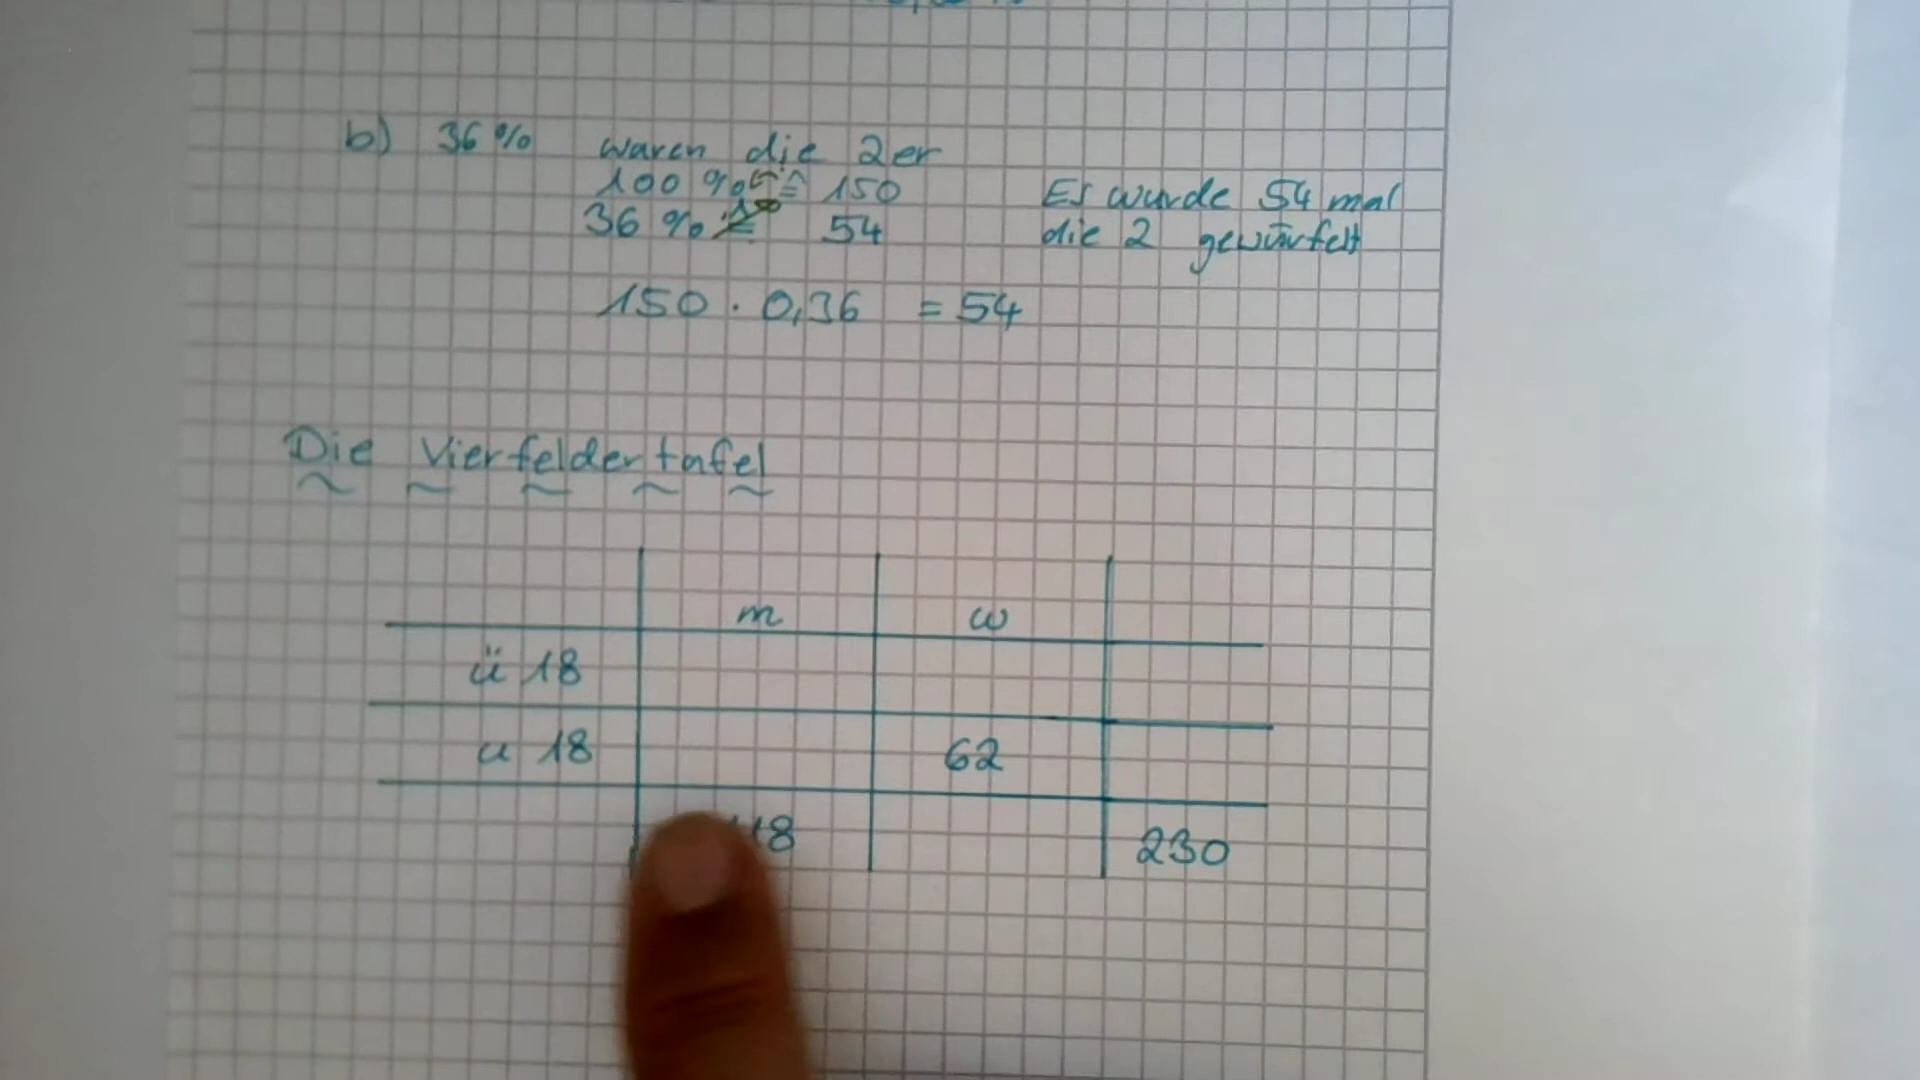 b) 36% waren die 2er
100 % ≙ 150 Es wurde 54 mal
36 % ≙ 54 die 2 gewürfelt
150 · 0,36 = 54
Die Vierfeldertafel
m w
ü 18
u 18 62
230